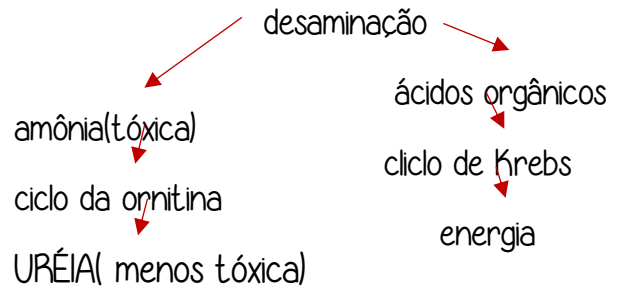 desaminação
amônia(tóxica)
ciclo da ornitina
URÉIA( menos tóxica)
ácidos orgânicos
cliclo de Krebs
energia